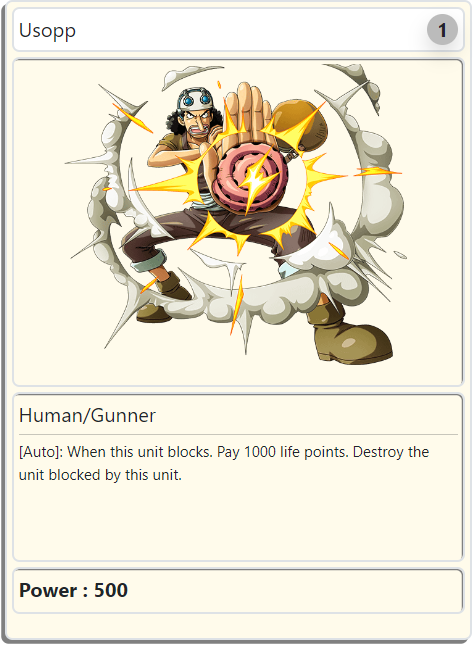 Usopp
1
Human/Gunner
[Auto]: When this unit blocks. Pay 1000 life points. Destroy the
unit blocked by this unit.
Power : 500